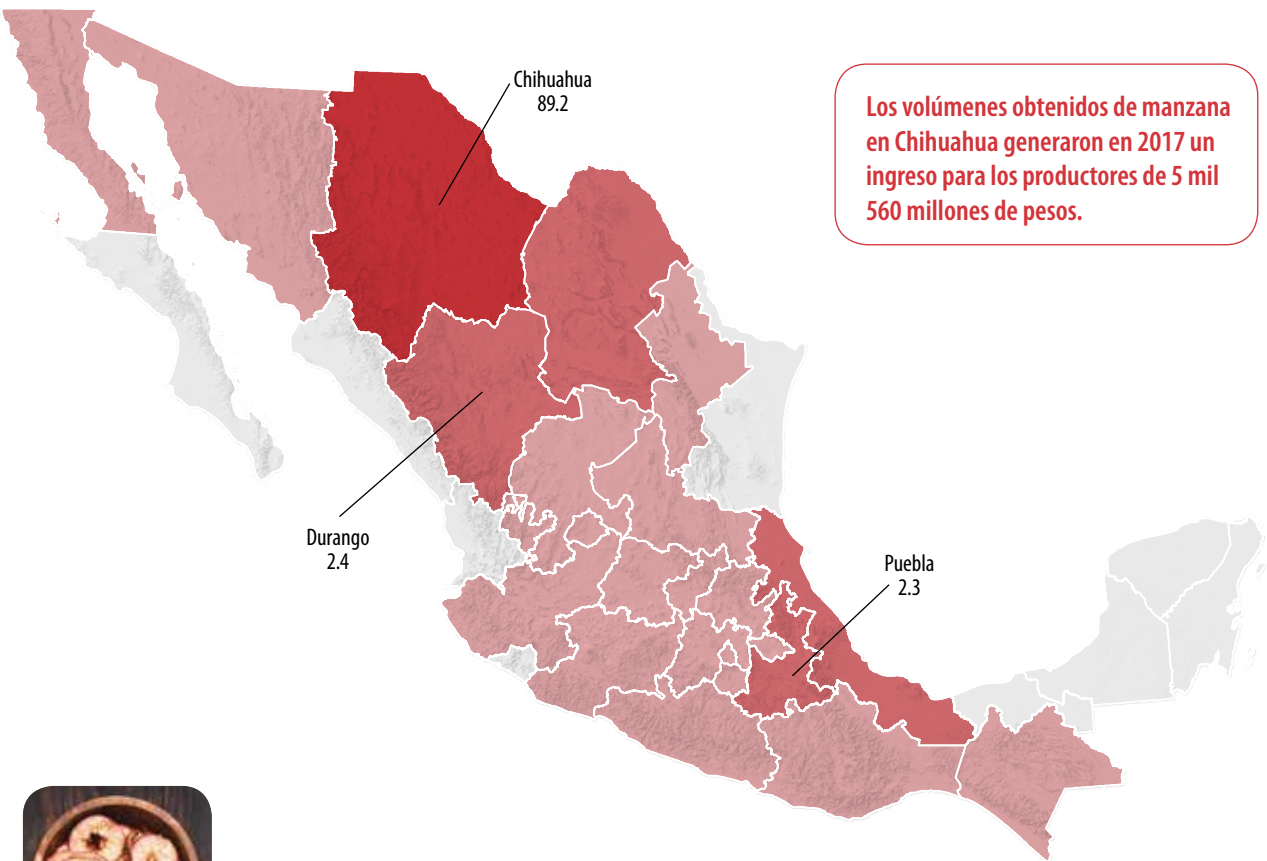 Chihuahua
89.2
Los volúmenes obtenidos de manzana
en Chihuahua generaron en 2017 un
ingreso para los productores de 5 mil
560 millones de pesos.
Durango
2.4
Puebla
2.3